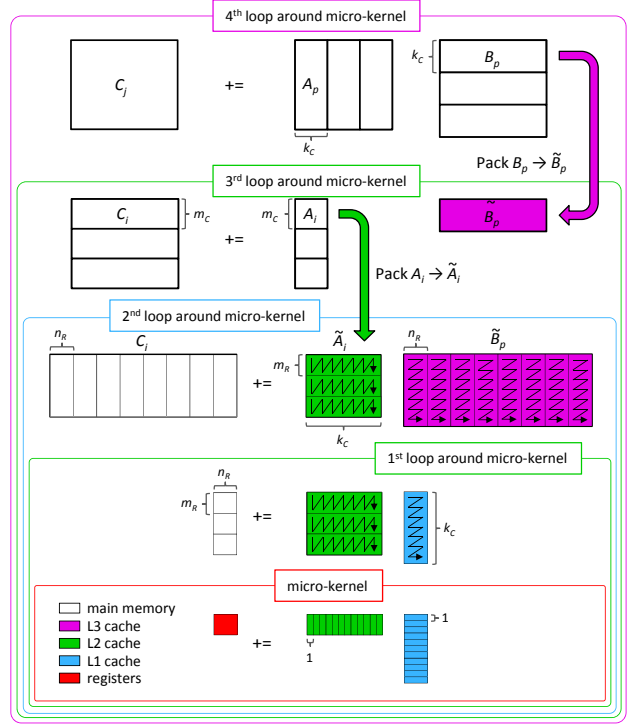 4th loop around micro-kernel
Cj += Ap Bp
kC
kC
Pack Bp → B̃p
3rd loop around micro-kernel
Ci mC += mC Ai B̃p
Pack Ai → Ãi
2nd loop around micro-kernel
nR Ci Ãi nR B̃p
mR
+=
kC
1st loop around micro-kernel
nR
mR += kC
micro-kernel
main memory
L3 cache
L2 cache
L1 cache
registers
+=
1
1